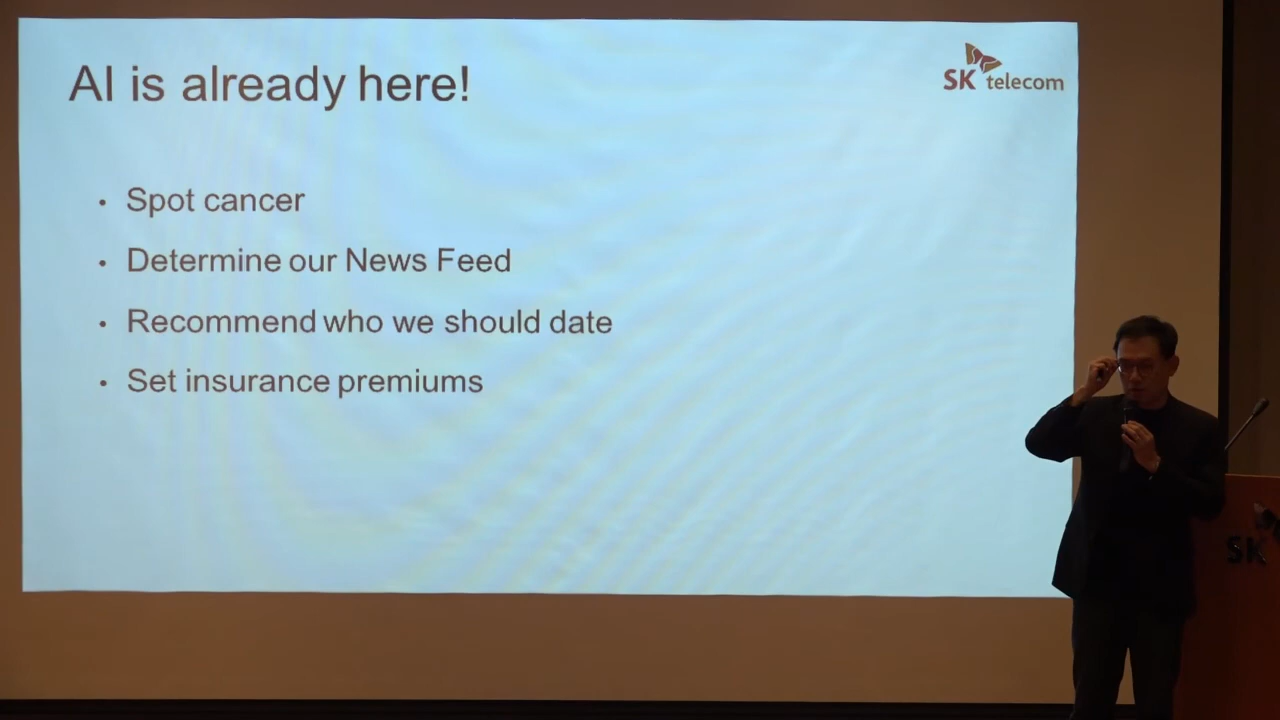 AI is already here!
SK telecom
• Spot cancer
• Determine our News Feed
• Recommend who we should date
• Set insurance premiums
SK